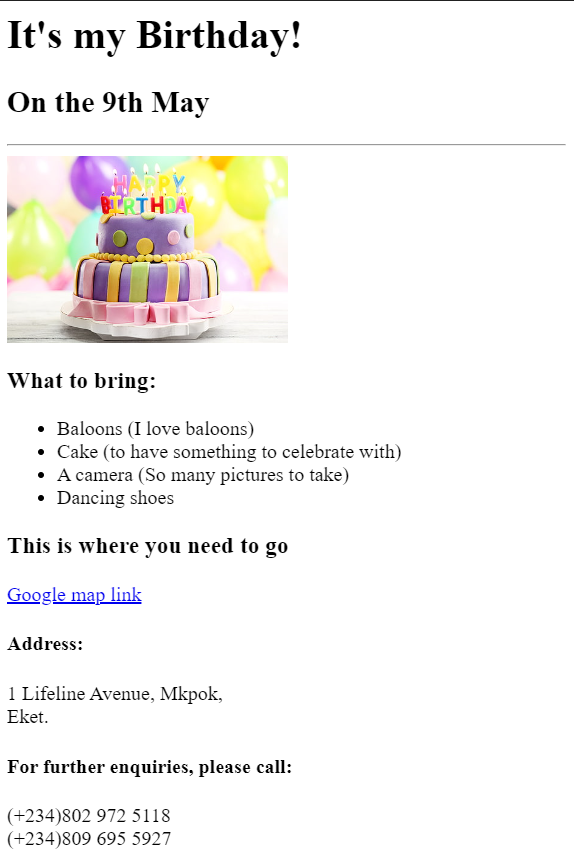 It's my Birthday!
On the 9th May
HAPPY
BIRTHDAY
What to bring:
Baloons (I love baloons)
Cake (to have something to celebrate with)
A camera (So many pictures to take)
Dancing shoes
This is where you need to go
Google map link
Address:
1 Lifeline Avenue, Mkpok,
Eket.
For further enquiries, please call:
(+234)802 972 5118
(+234)809 695 5927